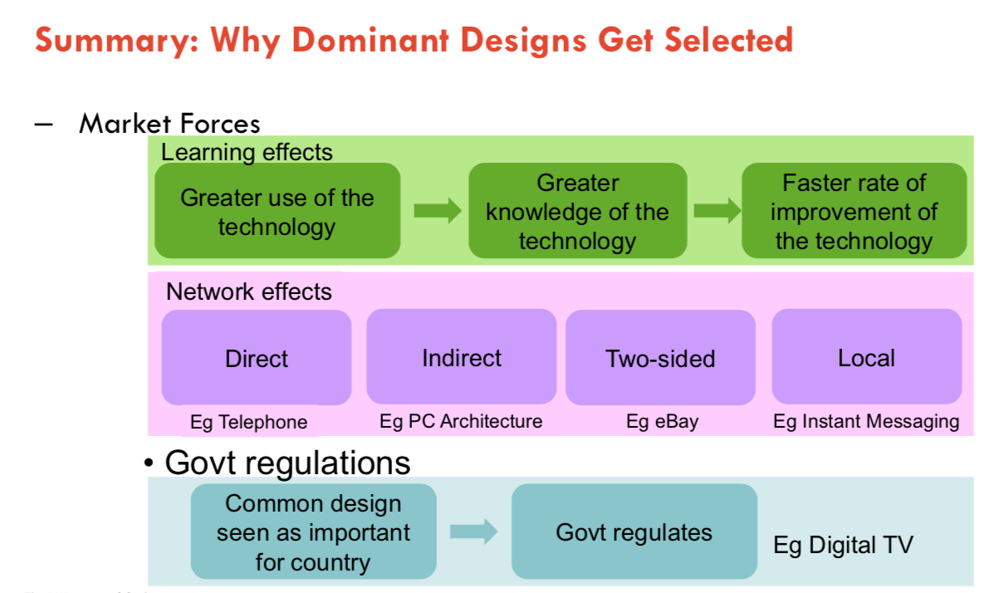 Summary: Why Dominant Designs Get Selected
– Market Forces
Learning effects
Greater use of the
technology
Greater
knowledge of the
technology
Faster rate of
improvement of
the technology
Network effects
Direct
Indirect
Two-sided
Local
Eg Telephone
Eg PC Architecture
Eg eBay
Eg Instant Messaging
• Govt regulations
Common design
seen as important
for country
Govt regulates
Eg Digital TV